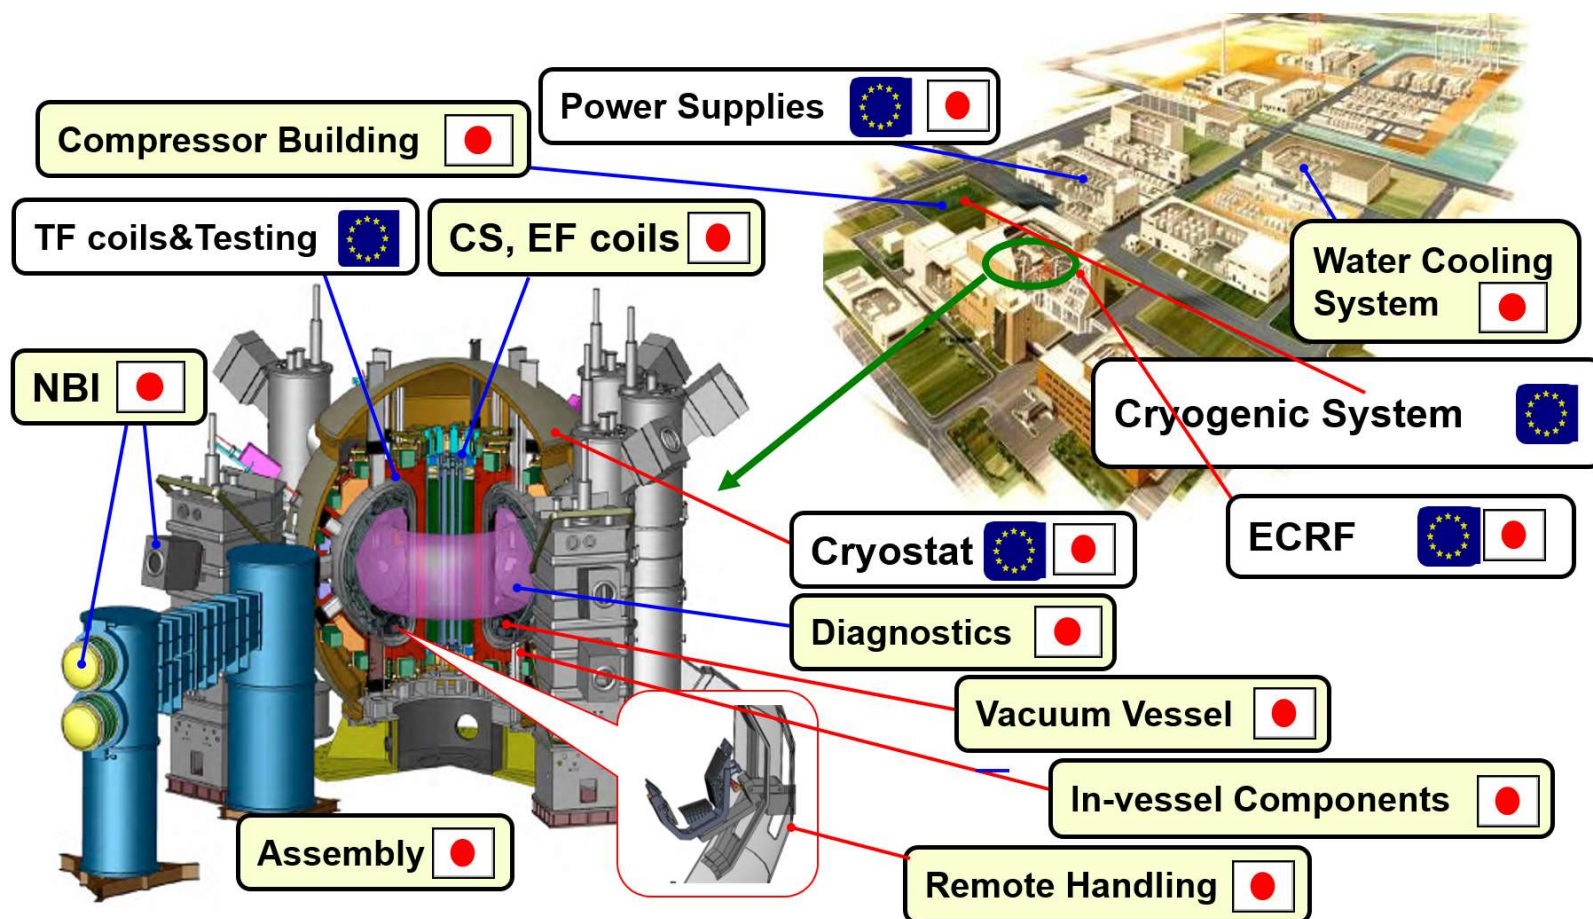 Power Supplies
Compressor Building
TF coils&Testing
CS, EF coils
Water Cooling
System
NBI
Cryogenic System
ECRF
Cryostat
Diagnostics
Vacuum Vessel
In-vessel Components
Assembly
Remote Handling